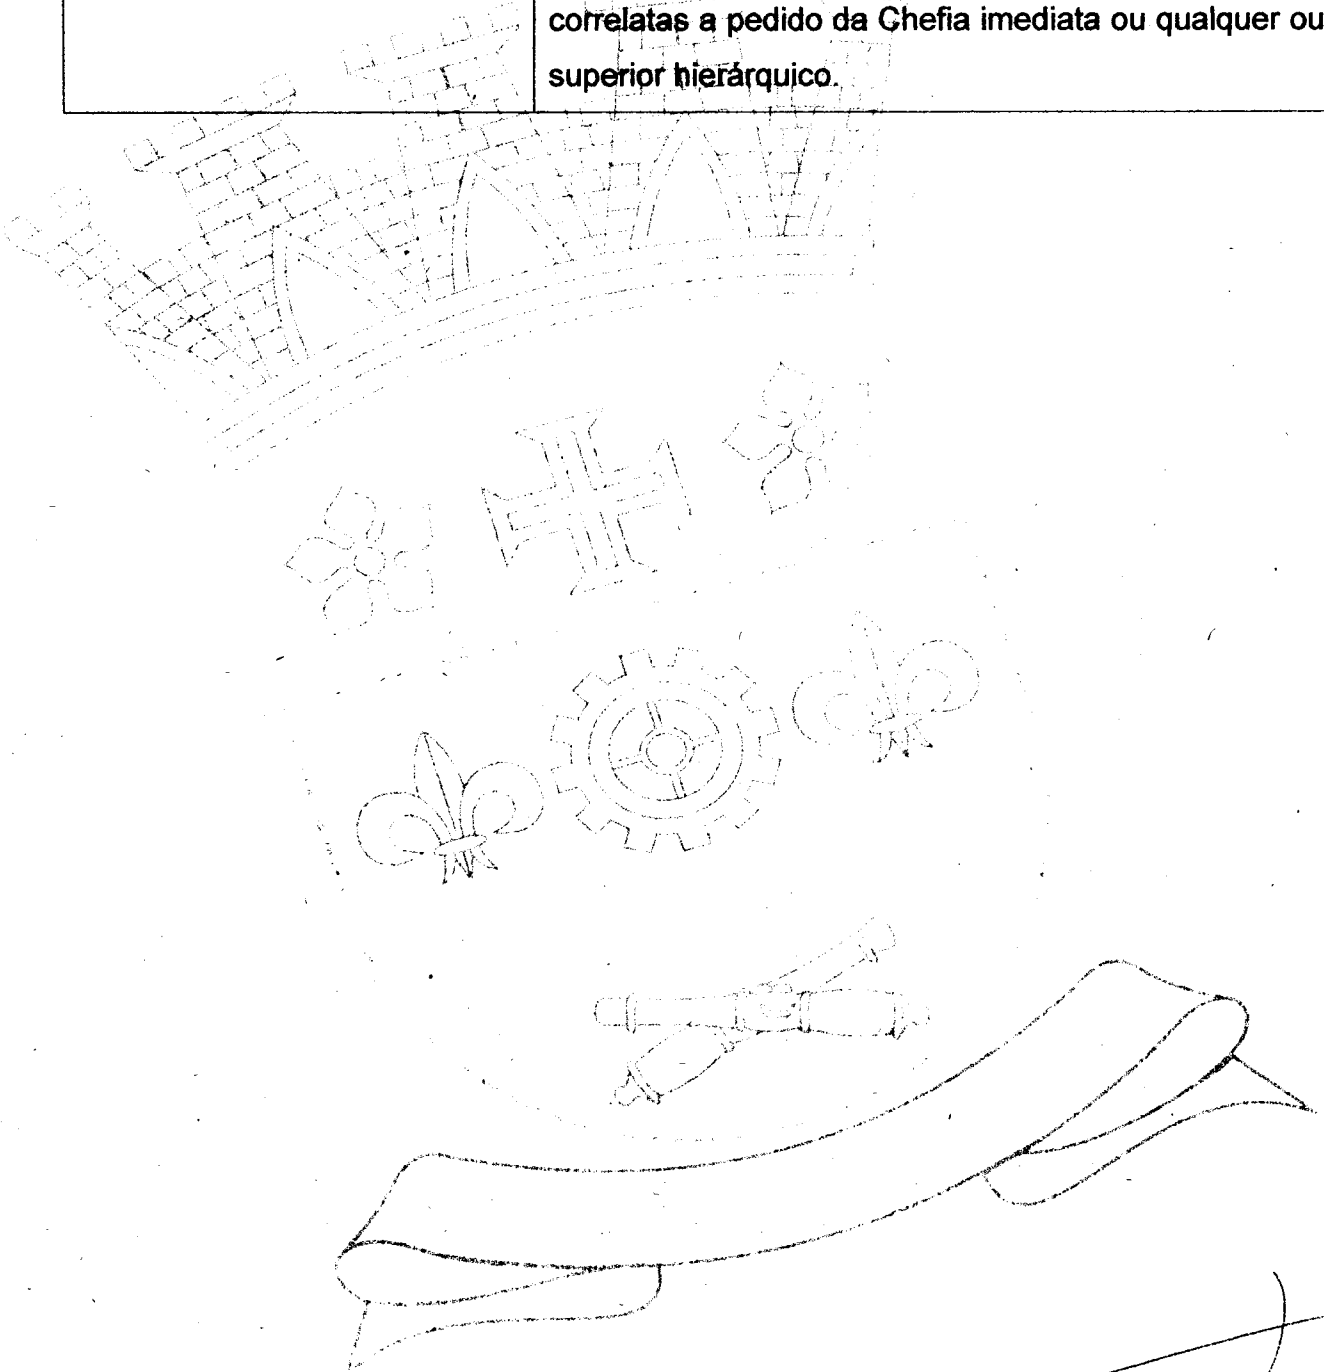 correlatas a pedido da Chefia imediata ou qualquer ou
superior hierárquico.